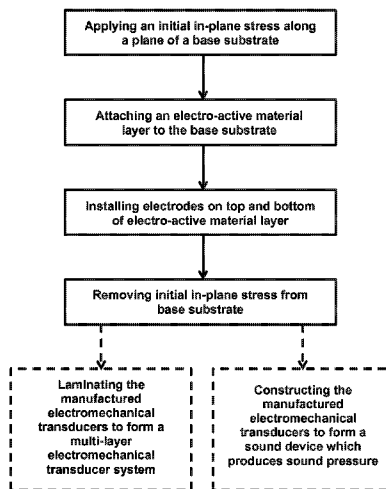 Applying an initial in-plane stress along
a plane of a base substrate
Attaching an electro-active material
layer to the base substrate
Installing electrodes on top and bottom
of electro-active material layer
Removing initial in-plane stress from
base substrate
Laminating the
manufactured
electromechanical
transducers to form a
multi-layer
electromechanical
transducer system
Constructing the
manufactured
electromechanical
transducers to form a
sound device which
produces sound pressure